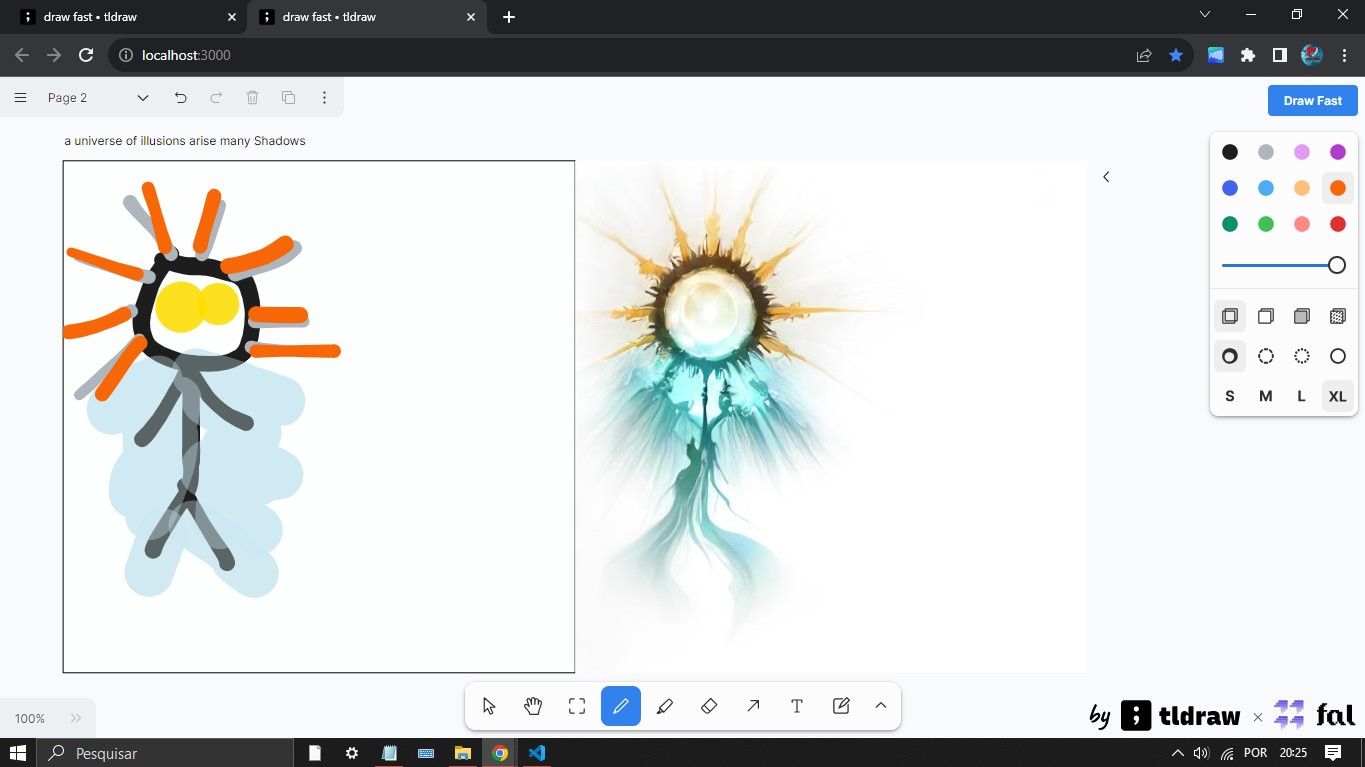 draw fast • tldraw
draw fast • tldraw
localhost:3000
Page 2
Draw Fast
a universe of illusions arise many Shadows
S M L XL
100%
T
by tldraw × fal
Pesquisar
POR 20:25